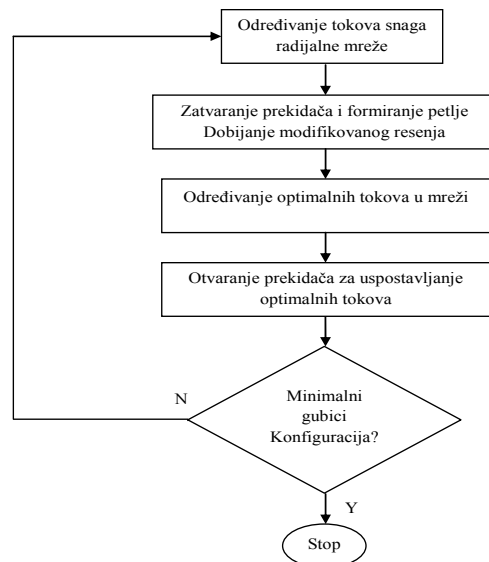 Određivanje tokova snaga
radijalne mreže
Zatvaranje prekidača i formiranje petlje
Dobijanje modifikovanog resenja
Određivanje optimalnih tokova u mreži
Otvaranje prekidača za uspostavljanje
optimalnih tokova
N
Minimalni
gubici
Konfiguracija?
Y
Stop